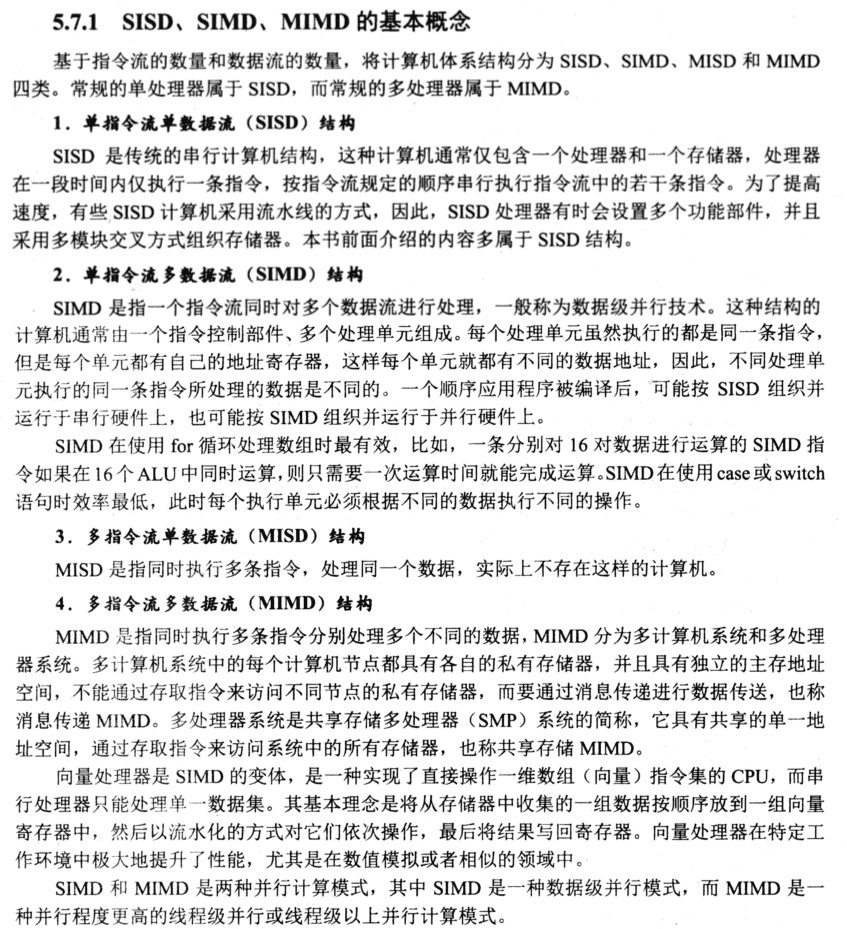 5.7.1 SISD、SIMD、MIMD 的基本概念
基于指令流的数量和数据流的数量，将计算机体系结构分为 SISD、SIMD、MISD 和 MIMD
四类。常规的单处理器属于 SISD，而常规的多处理器属于 MIMD。
1．单指令流单数据流（SISD）结构
SISD 是传统的串行计算机结构，这种计算机通常仅包含一个处理器和一个存储器，处理器
在一段时间内仅执行一条指令，按指令流规定的顺序串行执行指令流中的若干条指令。为了提高
速度，有些 SISD 计算机采用流水线的方式，因此，SISD 处理器有时会设置多个功能部件，并且
采用多模块交叉方式组织存储器。本书前面介绍的内容多属于 SISD 结构。
2．单指令流多数据流（SIMD）结构
SIMD 是指一个指令流同时对多个数据流进行处理，一般称为数据级并行技术。这种结构的
计算机通常由一个指令控制部件、多个处理单元组成。每个处理单元虽然执行的都是同一条指令，
但是每个单元都有自己的地址寄存器，这样每个单元就都有不同的数据地址，因此，不同处理单
元执行的同一条指令所处理的数据是不同的。一个顺序应用程序被编译后，可能按 SISD 组织并
运行于串行硬件上，也可能按 SIMD 组织并运行于并行硬件上。
SIMD 在使用 for 循环处理数组时最有效，比如，一条分别对 16 对数据进行运算的 SIMD 指
令如果在 16 个 ALU 中同时运算，则只需要一次运算时间就能完成运算。SIMD 在使用 case 或 switch
语句时效率最低，此时每个执行单元必须根据不同的数据执行不同的操作。
3．多指令流单数据流（MISD）结构
MISD 是指同时执行多条指令，处理同一个数据，实际上不存在这样的计算机。
4．多指令流多数据流（MIMD）结构
MIMD 是指同时执行多条指令分别处理多个不同的数据，MIMD 分为多计算机系统和多处理
器系统。多计算机系统中的每个计算机节点都具有各自的私有存储器，并且具有独立的主存地址
空间，不能通过存取指令来访问不同节点的私有存储器，而要通过消息传递进行数据传送，也称
消息传递 MIMD。多处理器系统是共享存储多处理器（SMP）系统的简称，它具有共享的单一地
址空间，通过存取指令来访问系统中的所有存储器，也称共享存储 MIMD。
向量处理器是 SIMD 的变体，是一种实现了直接操作一维数组（向量）指令集的 CPU，而串
行处理器只能处理单一数据集。其基本理念是将从存储器中收集的一组数据按顺序放到一组向量
寄存器中，然后以流水化的方式对它们依次操作，最后将结果写回寄存器。向量处理器在特定工
作环境中极大地提升了性能，尤其是在数值模拟或者相似的领域中。
SIMD 和 MIMD 是两种并行计算模式，其中 SIMD 是一种数据级并行模式，而 MIMD 是一
种并行程度更高的线程级并行或线程级以上并行计算模式。